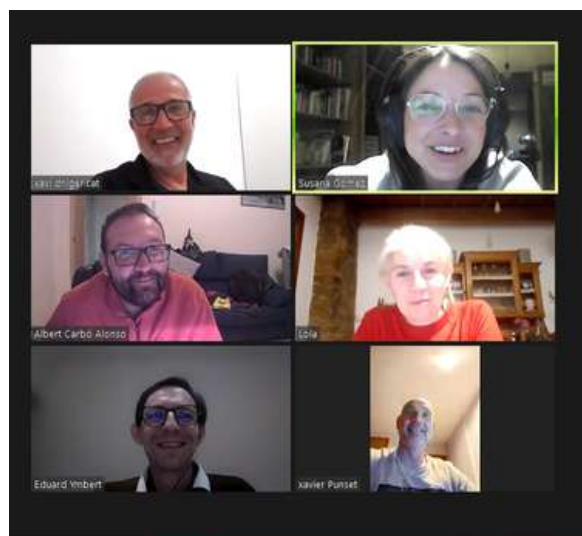 Susana Gomez
Albert Carbó Alonso
Lola
Eduard Ymbert
xavier Punset